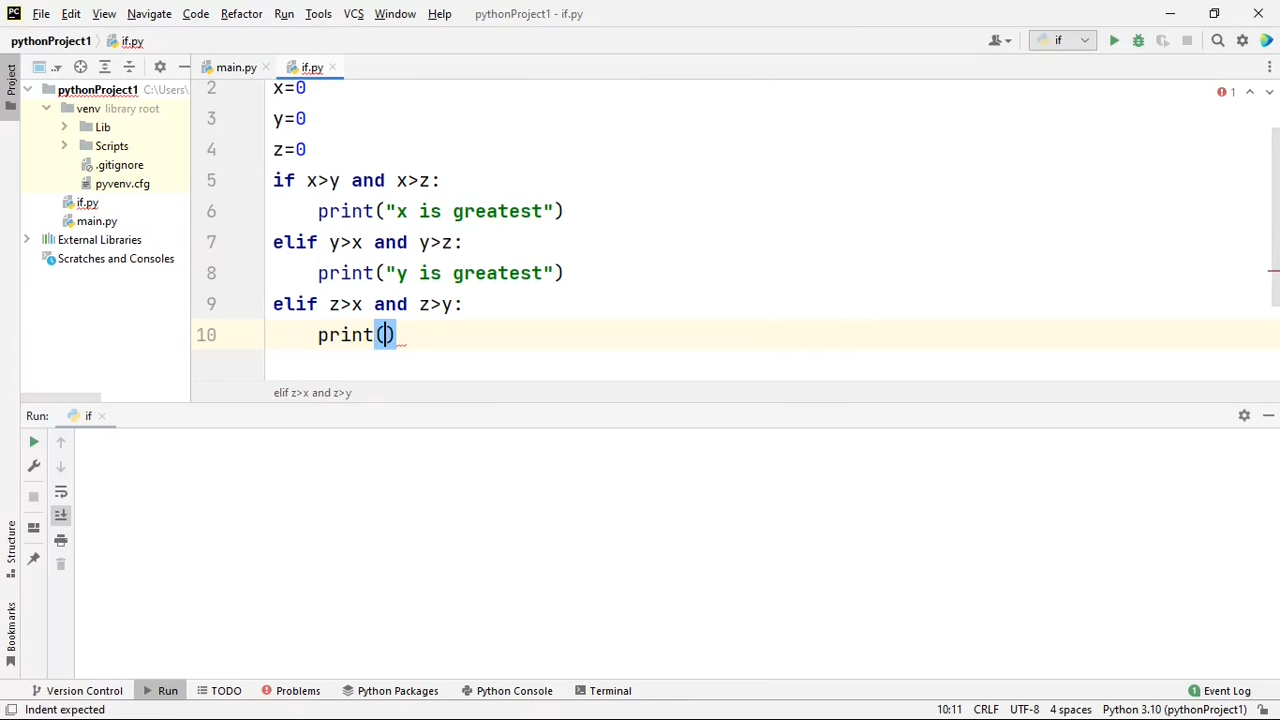 PC File Edit View Navigate Code Refactor Run Tools VCS Window Help pythonProject1 - if.py
pythonProject1 if.py if
.. main.py if.py
pythonProject1 C:\Users\
venv library root
Lib
Scripts
.gitignore
pyvenv.cfg
if.py
main.py
External Libraries
Scratches and Consoles
Project
2 x=0
1
3 y=0
4 z=0
5 if x>y and x>z:
6 print("x is greatest")
7 elif y>x and y>z:
8 print("y is greatest")
9 elif z>x and z>y:
10 print()
elif z>x and z>y
Run: if
Structure
Bookmarks
Version Control Run TODO Problems Python Packages Python Console Terminal 1 Event Log
Indent expected 10:11 CRLF UTF-8 4 spaces Python 3.10 (pythonProject1)